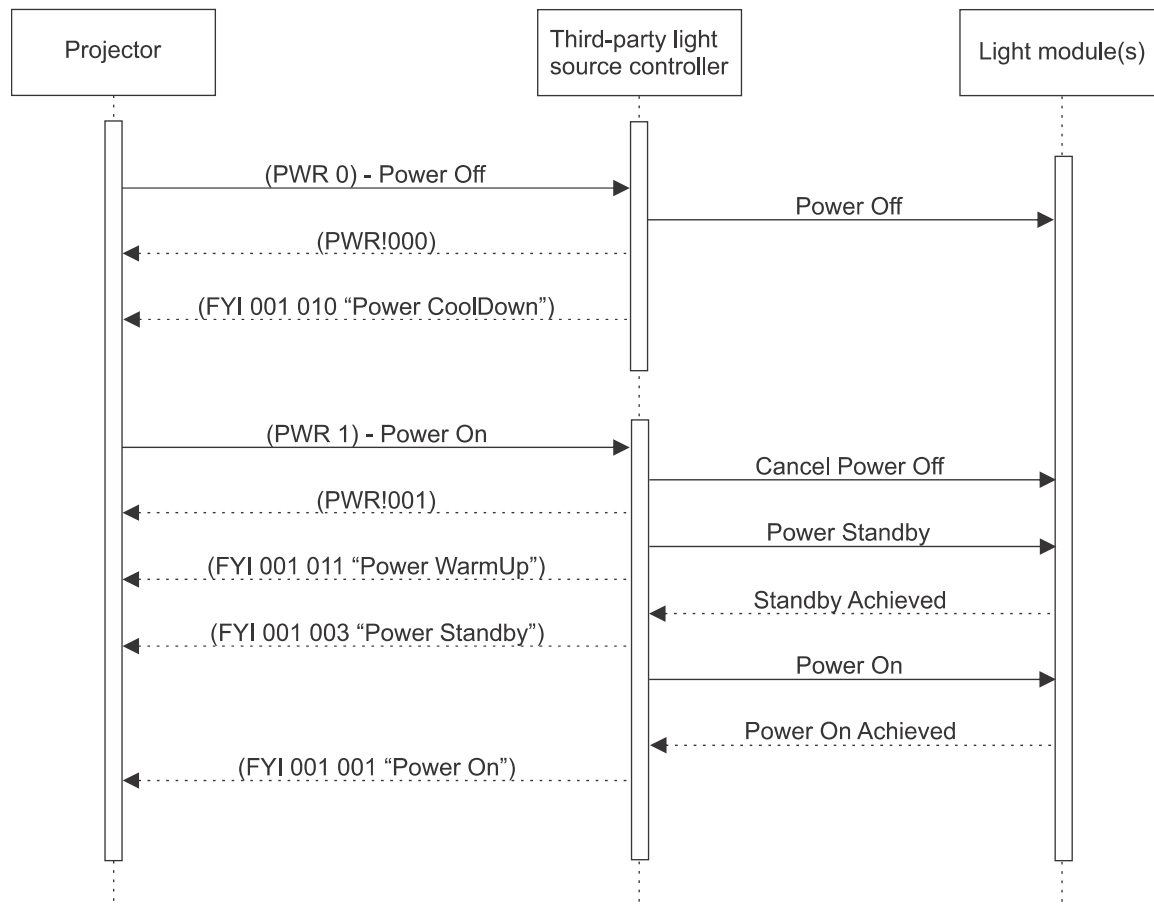 Projector
Third-party light
source controller
Light module(s)
(PWR 0) - Power Off
Power Off
(PWR!000)
(FYI 001 010 “Power CoolDown”)
(PWR 1) - Power On
Cancel Power Off
(PWR!001)
Power Standby
(FYI 001 011 “Power WarmUp”)
Standby Achieved
(FYI 001 003 “Power Standby”)
Power On
Power On Achieved
(FYI 001 001 “Power On”)